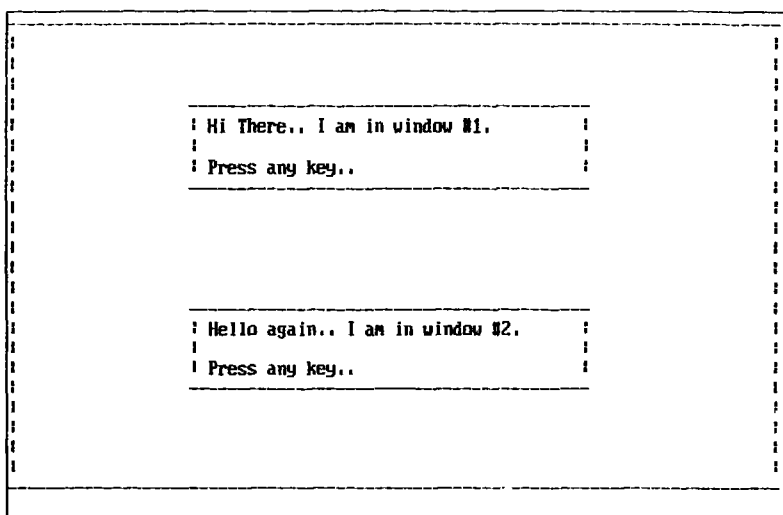 Hi There.. I am in window #1.
Press any key..
Hello again.. I am in window #2.
Press any key..